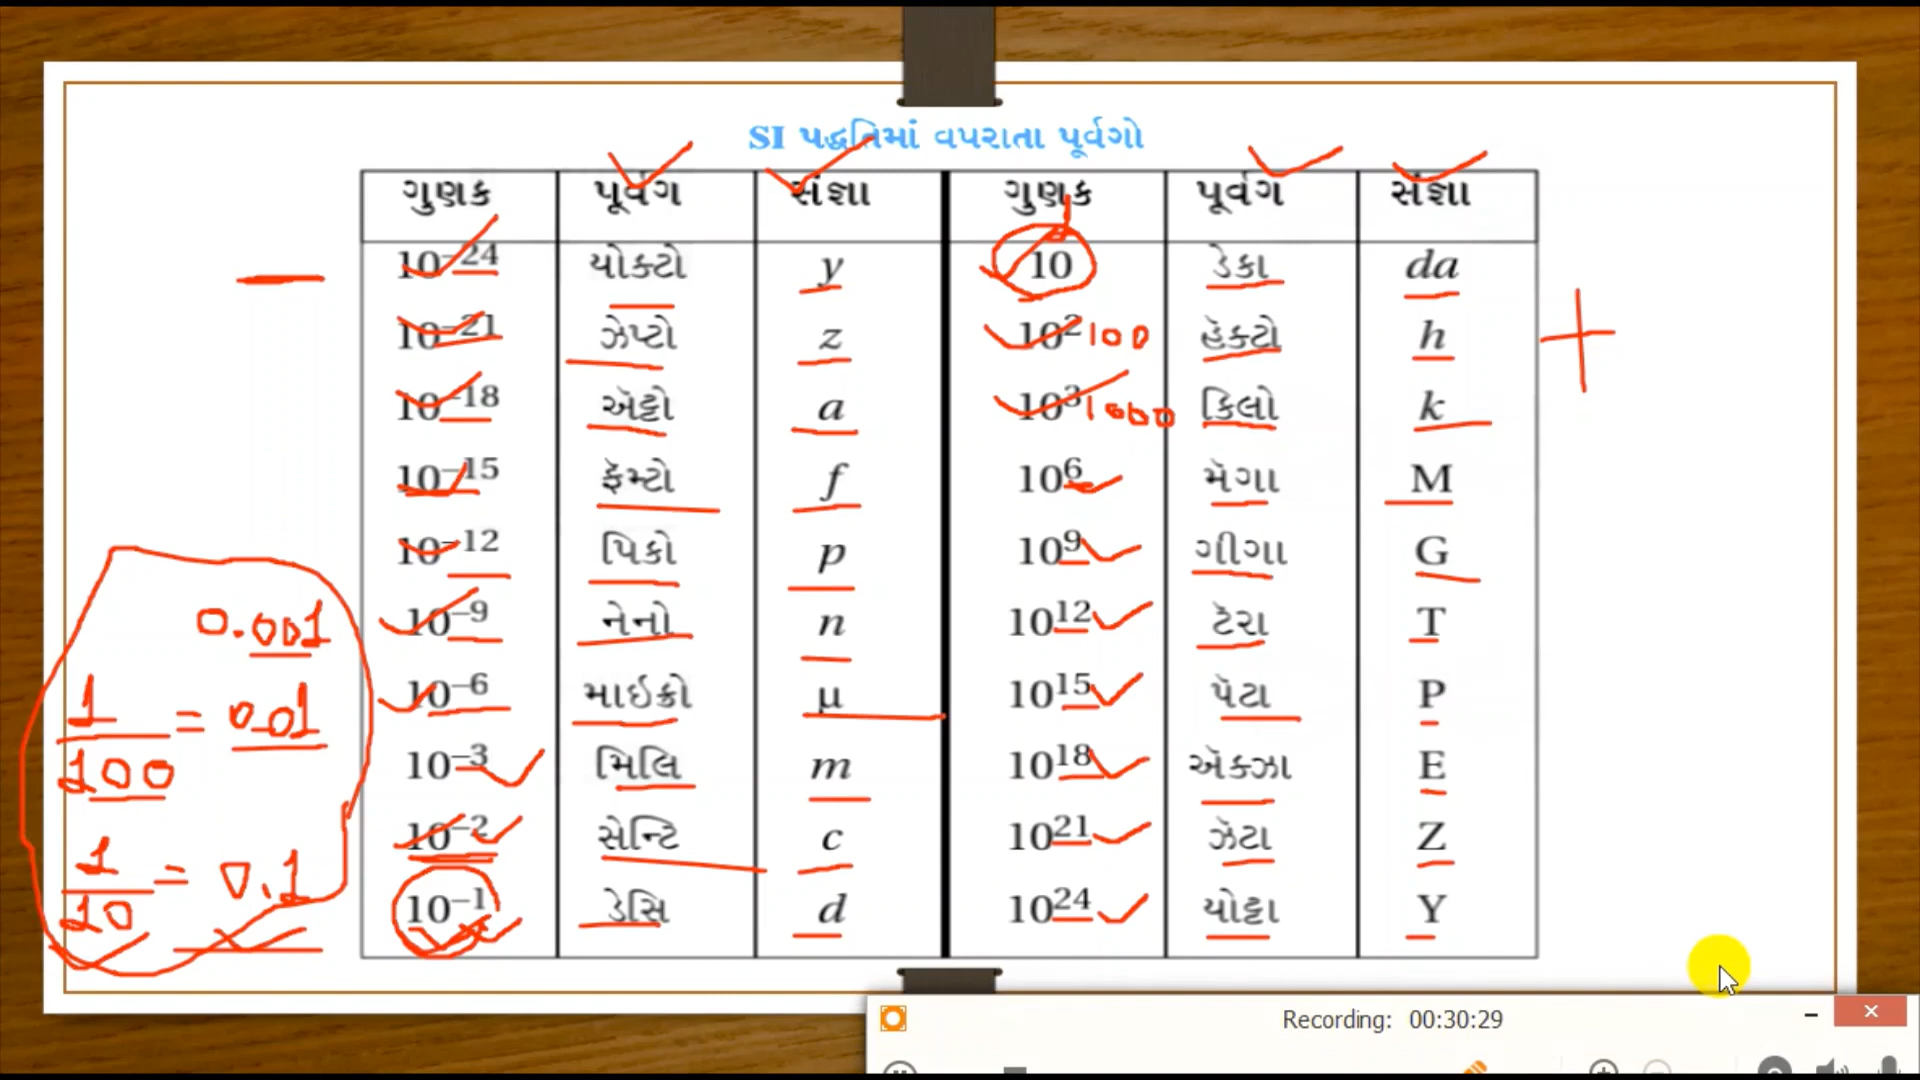 SI પદ્ધતિમાં વપરાતા પૂર્વગો
ગુણક પૂર્વગ સંજ્ઞા ગુણક પૂર્વગ સંજ્ઞા
10⁻²⁴ યોક્ટો y 10 ડેકા da
10⁻²¹ ઝેપ્ટો z 10² 100 હૅક્ટો h
10⁻¹⁸ ઍટ્ટો a 10³ 1000 કિલો k
10⁻¹⁵ ફૅમ્ટો f 10⁶ મૅગા M
10⁻¹² પિકો p 10⁹ ગીગા G
10⁻⁹ નેનો n 10¹² ટૅરા T
10⁻⁶ માઇક્રો µ 10¹⁵ પૅટા P
10⁻³ મિલિ m 10¹⁸ ઍક્ઝા E
10⁻² સેન્ટિ c 10²¹ ઝૅટા Z
10⁻¹ ડેસિ d 10²⁴ યોટ્ટા Y
0.001
1/100 = 0.01
1/10 = 0.1
− +
Recording: 00:30:29